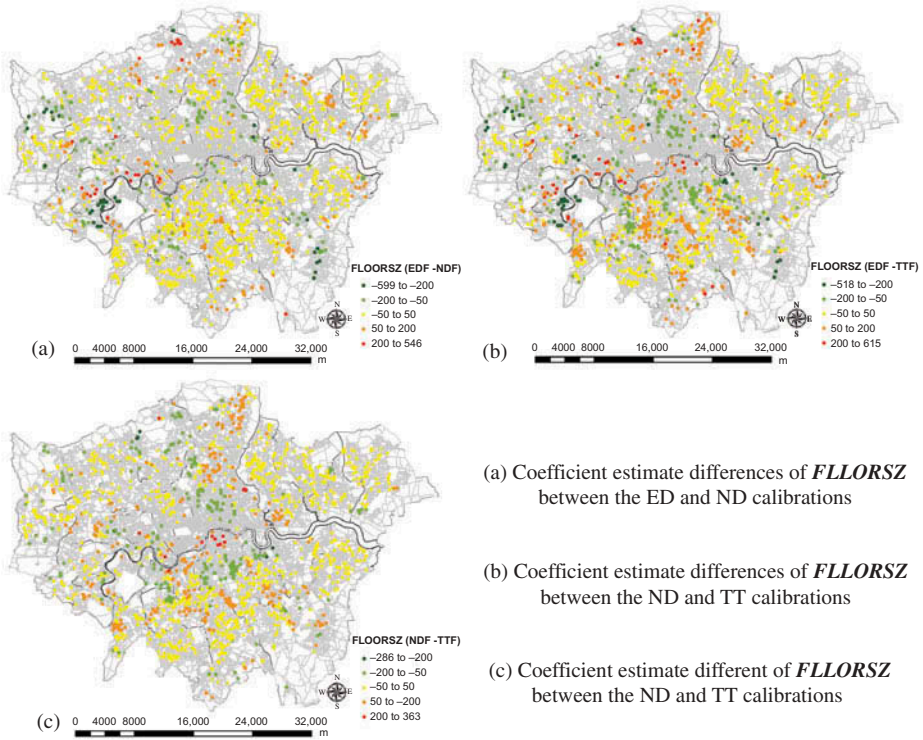 FLOORSZ (EDF -NDF)
–599 to –200
–200 to –50
–50 to 50
50 to 200
200 to 546
N
W E
S
(a)
0 4000 8000 16,000 24,000 32,000
m
FLOORSZ (EDF -TTF)
–518 to –200
–200 to –50
–50 to 50
50 to 200
200 to 615
N
W E
S
(b)
0 4000 8000 16,000 24,000 32,000
m
FLOORSZ (NDF -TTF)
–286 to –200
–200 to –50
–50 50
50 to –200
200 to 363
N
W E
S
(c)
0 4000 8000 16,000 24,000 32,000
m
(a) Coefficient estimate differences of FLLORSZ
between the ED and ND calibrations
(b) Coefficient estimate differences of FLLORSZ
between the ND and TT calibrations
(c) Coefficient estimate different of FLLORSZ
between the ND and TT calibrations